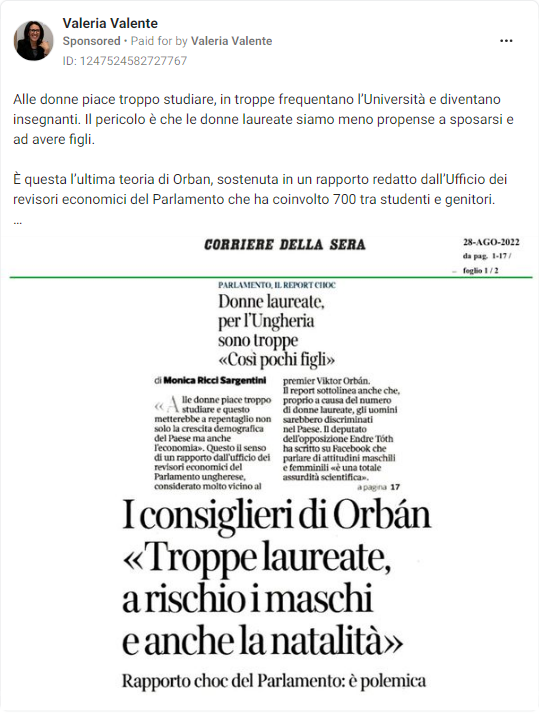 Valeria Valente
Sponsored • Paid for by Valeria Valente
ID: 1247524582727767
Alle donne piace troppo studiare, in troppe frequentano l’Università e diventano
insegnanti. Il pericolo è che le donne laureate siamo meno propense a sposarsi e
ad avere figli.
È questa l’ultima teoria di Orban, sostenuta in un rapporto redatto dall’Ufficio dei
revisori economici del Parlamento che ha coinvolto 700 tra studenti e genitori.
...
CORRIERE DELLA SERA
28-AGO-2022
da pag. 1-17 /
foglio 1 / 2
PARLAMENTO, IL REPORT CHOC
Donne laureate,
per l’Ungheria
sono troppe
«Così pochi figli»
di Monica Ricci Sargentini
«Alle donne piace troppo
studiare e questo
metterebbe a repentaglio non
solo la crescita demografica
del Paese ma anche
l’economia». Questo il senso
di un rapporto dall’ufficio dei
revisori economici del
Parlamento ungherese,
considerato molto vicino al
premier Viktor Orbán.
Il report sottolinea anche che,
proprio a causa del numero
di donne laureate, gli uomini
sarebbero discriminati
nel Paese. Il deputato
dell’opposizione Endre Tóth
ha scritto su Facebook che
parlare di attitudini maschili
e femminili «è una totale
assurdità scientifica».
a pagina 17
I consiglieri di Orbán
«Troppe laureate,
a rischio i maschi
e anche la natalità»
Rapporto choc del Parlamento: è polemica